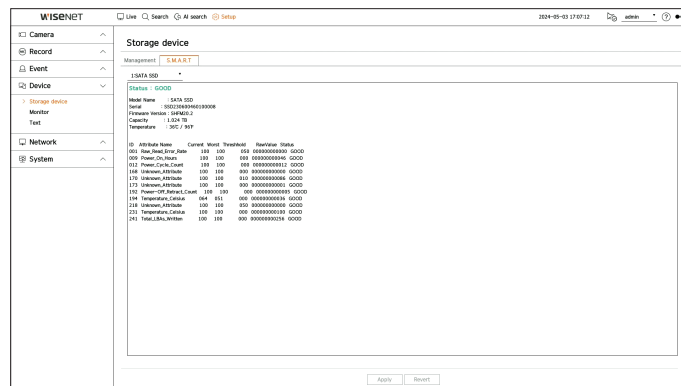 WISENET
Live Search AI search Setup
2024-05-03 17:07:12 admin ?
Camera
Record
Event
Device
> Storage device
Monitor
Text
Network
System
Storage device
Management S.M.A.R.T
1:SATA SSD
Status : GOOD
Model Name : SATA SSD
Serial : SSD230600460100008
Firmware Version : SHFM20.2
Capacity : 1.024 TB
Temperature : 36℃ / 96℉
ID Attribute Name Current Worst Threshhold RawValue Status
001 Raw_Read_Error_Rate 100 100 050 000000000000 GOOD
009 Power_On_Hours 100 100 000 000000000046 GOOD
012 Power_Cycle_Count 100 100 000 000000000012 GOOD
168 Unknown_Attribute 100 100 000 000000000000 GOOD
170 Unknown_Attribute 100 100 010 000000000086 GOOD
173 Unknown_Attribute 100 100 000 000000000001 GOOD
192 Power-Off_Retract_Count 100 100 000 000000000005 GOOD
194 Temperature_Celsius 064 051 000 000000000036 GOOD
218 Unknown_Attribute 100 100 050 000000000000 GOOD
231 Temperature_Celsius 100 100 000 000000000100 GOOD
241 Total_LBAs_Written 100 100 000 000000000256 GOOD
Apply Revert